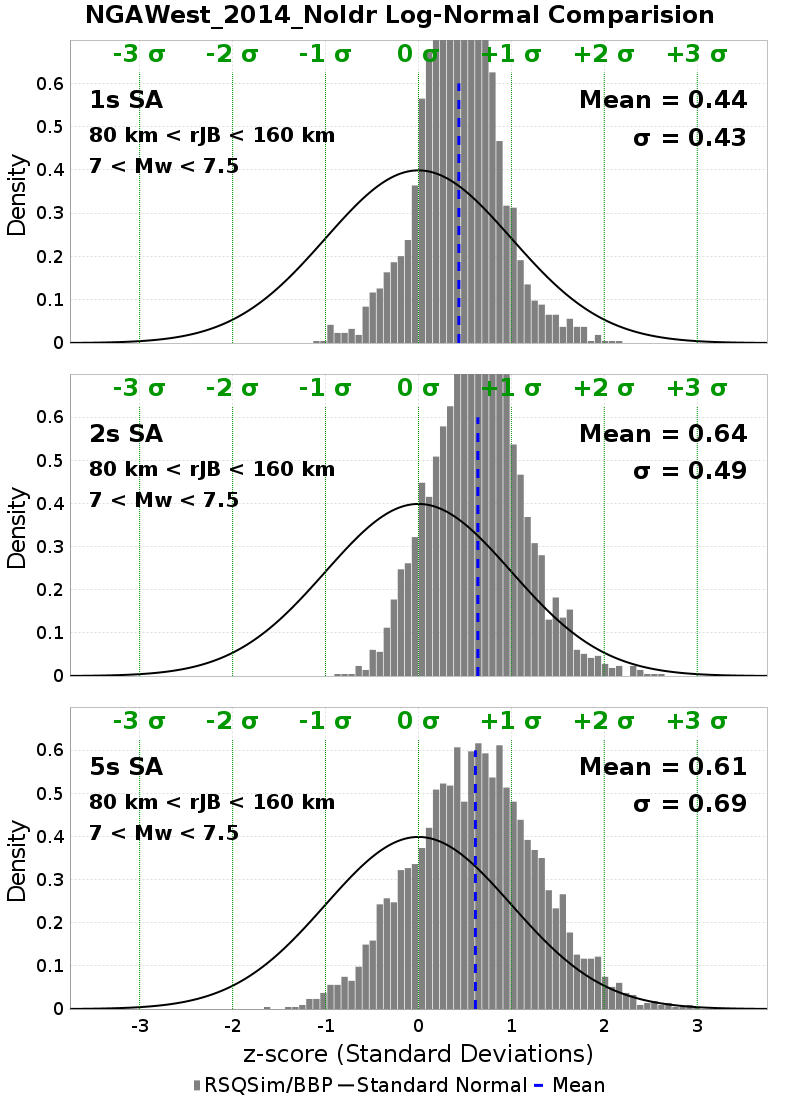 NGAWest_2014_NoIdr Log-Normal Comparision
-3 σ -2 σ -1 σ 0 σ +1 σ +2 σ +3 σ
1s SA
Mean = 0.44
80 km < rJB < 160 km
σ = 0.43
7 < Mw < 7.5
0.6
0.5
0.4
0.3
0.2
0.1
0
Density
-3 σ -2 σ -1 σ 0 σ +1 σ +2 σ +3 σ
2s SA
Mean = 0.64
80 km < rJB < 160 km
σ = 0.49
7 < Mw < 7.5
0.6
0.5
0.4
0.3
0.2
0.1
0
Density
-3 σ -2 σ -1 σ 0 σ +1 σ +2 σ +3 σ
5s SA
Mean = 0.61
80 km < rJB < 160 km
σ = 0.69
7 < Mw < 7.5
0.6
0.5
0.4
0.3
0.2
0.1
0
Density
-3 -2 -1 0 1 2 3
z-score (Standard Deviations)
RSQSim/BBP Standard Normal Mean